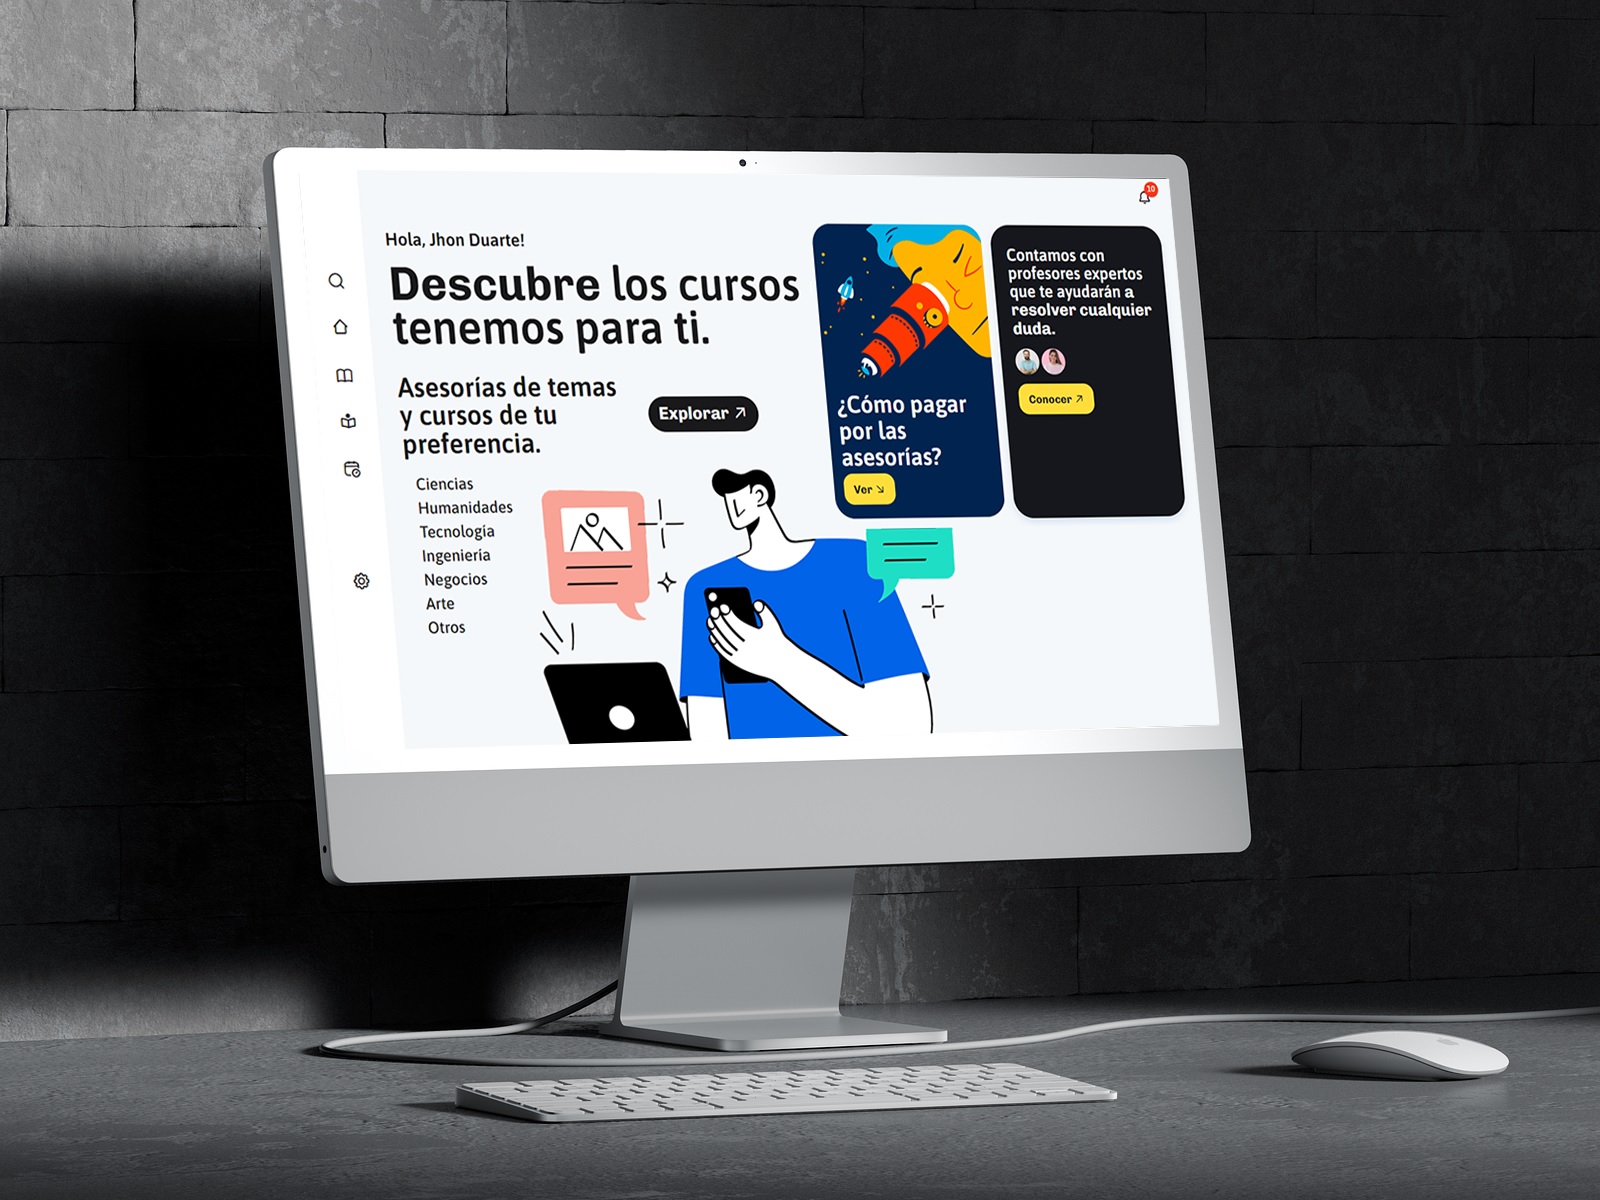 10
Hola, Jhon Duarte!
Descubre los cursos
tenemos para ti.
Asesorías de temas
y cursos de tu
preferencia.
Explorar
Ciencias
Humanidades
Tecnología
Ingeniería
Negocios
Arte
Otros
¿Cómo pagar
por las
asesorías?
Ver
Contamos con
profesores expertos
que te ayudarán a
resolver cualquier
duda.
Conocer